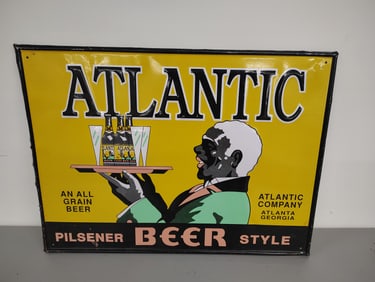 ATLANTIC
AN ALL
GRAIN
BEER
ATLANTIC
COMPANY
ATLANTA
GEORGIA
PILSENER BEER STYLE